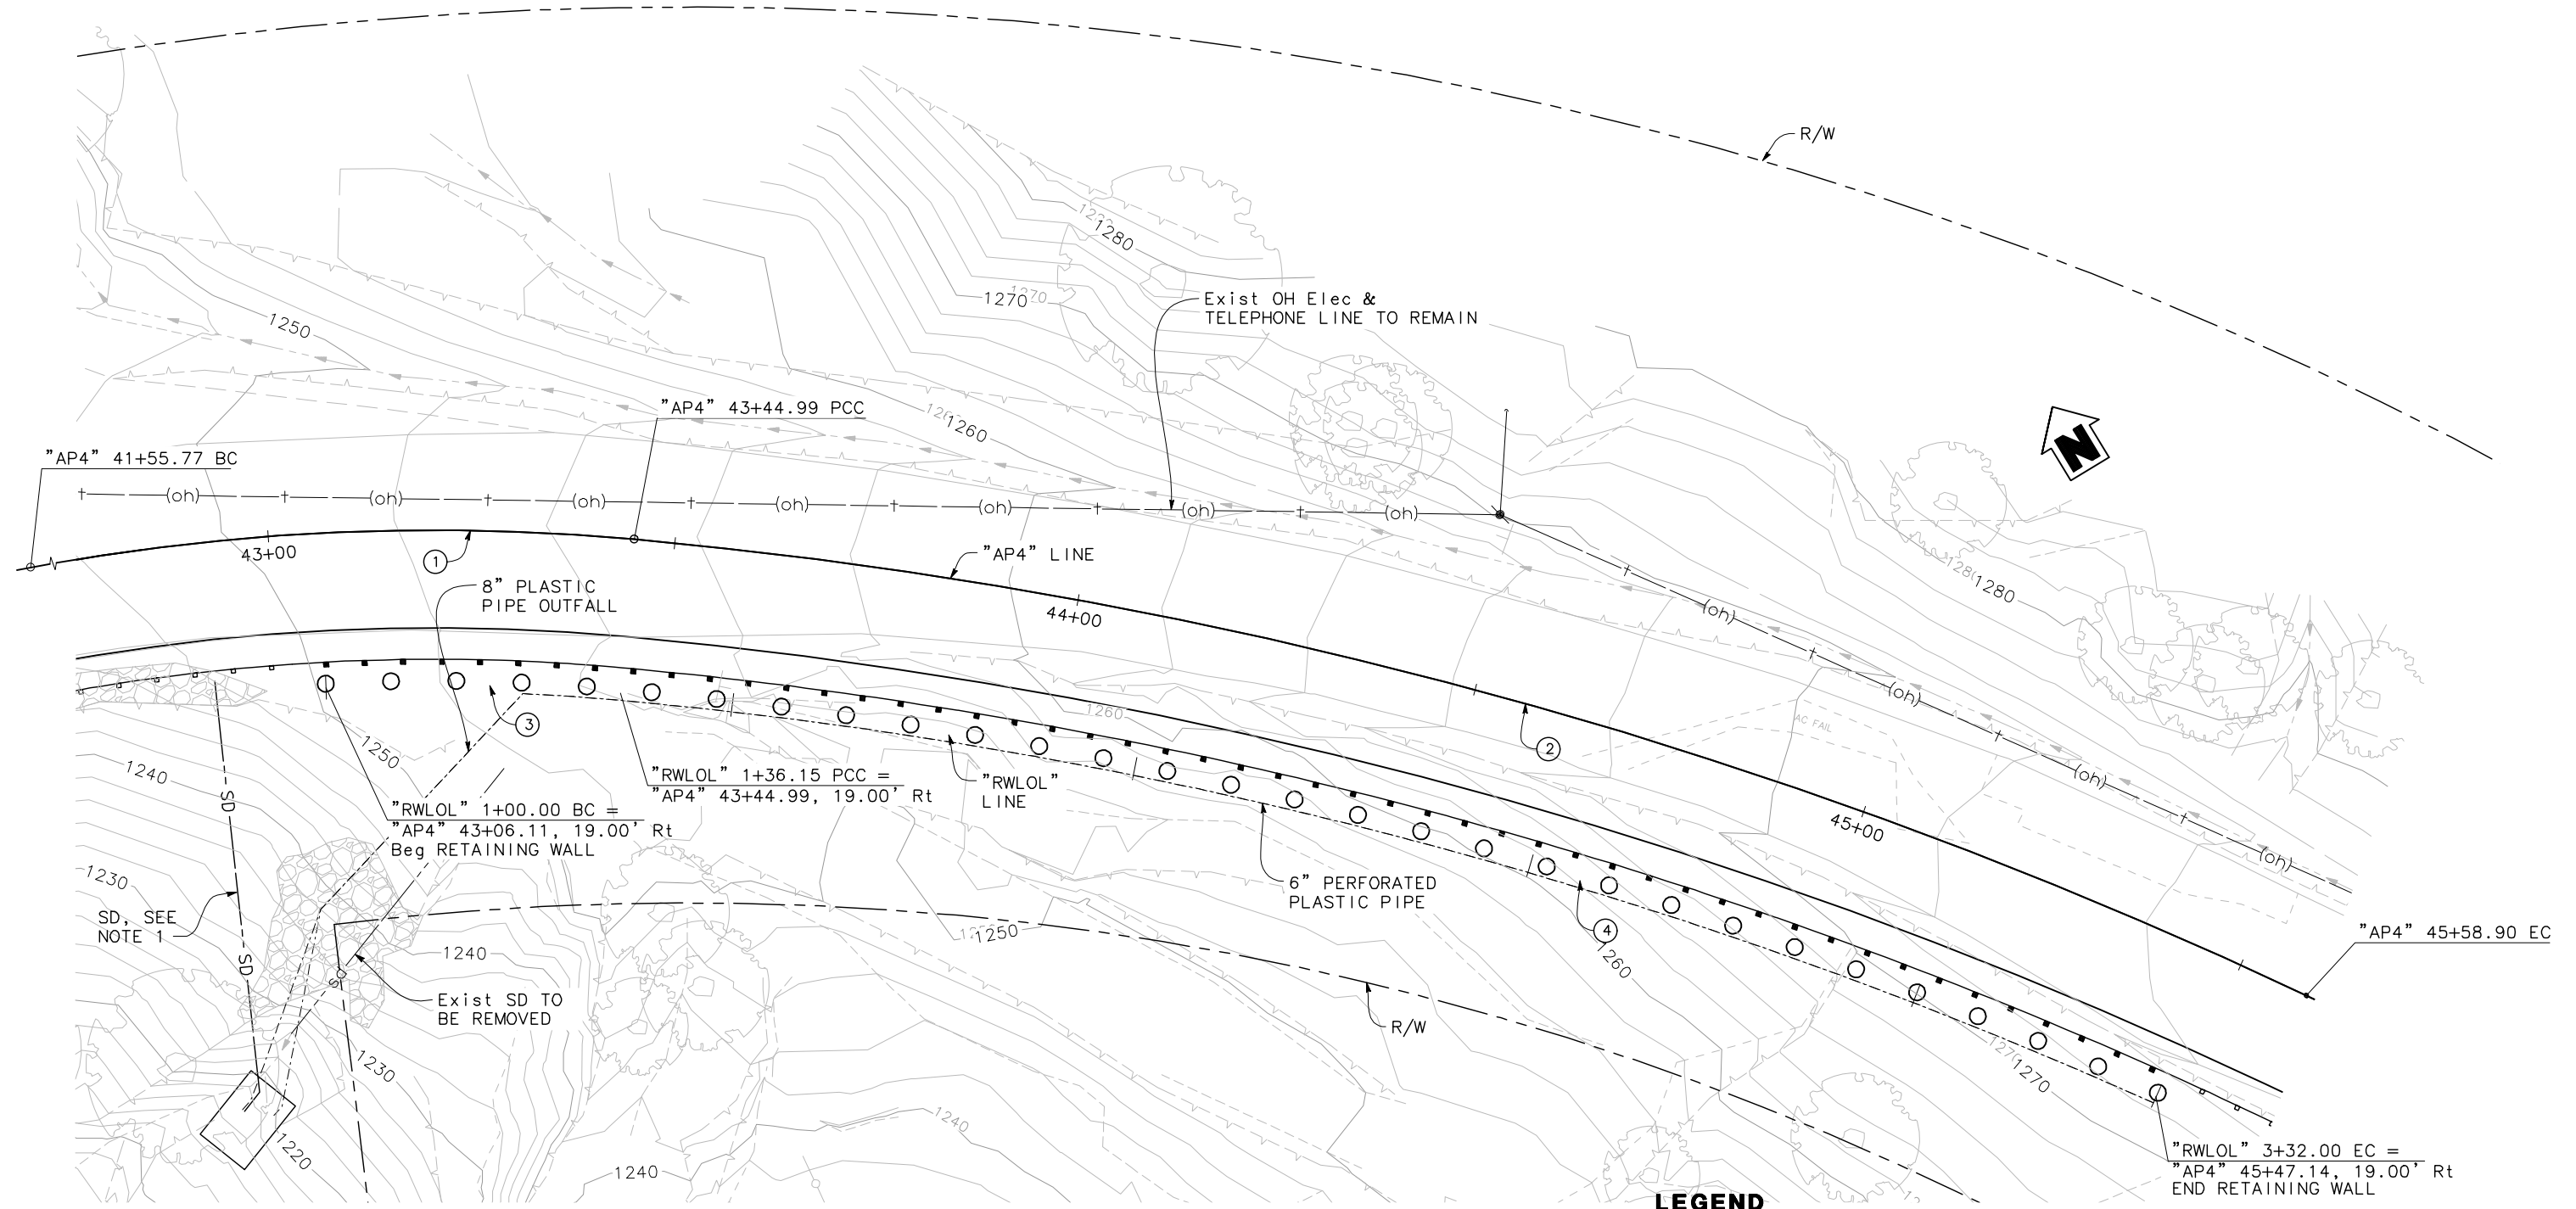 R/W
1280
1270
1270
Exist OH Elec &
TELEPHONE LINE TO REMAIN
1250
"AP4" 43+44.99 PCC
1260
N
"AP4" 41+55.77 BC
(oh) (oh) (oh) (oh) (oh) (oh) (oh)
43+00
1
"AP4" LINE
8" PLASTIC
PIPE OUTFALL
44+00
1280
(oh)
(oh)
(oh)
(oh)
AC FAIL
1260
3
2
1250
1240
SD
"RWLOL" 1+36.15 PCC =
"AP4" 43+44.99, 19.00' Rt
"RWLOL"
LINE
"RWLOL" 1+00.00 BC =
"AP4" 43+06.11, 19.00' Rt
Beg RETAINING WALL
45+00
1230
6" PERFORATED
PLASTIC PIPE
SD, SEE
NOTE 1
4
1250
"AP4" 45+58.90 EC
1260
SD
1240
S
Exist SD TO
BE REMOVED
R/W
1230
1270
1270
1240
1220
1240
"RWLOL" 3+32.00 EC =
"AP4" 45+47.14, 19.00' Rt
END RETAINING WALL
LEGEND